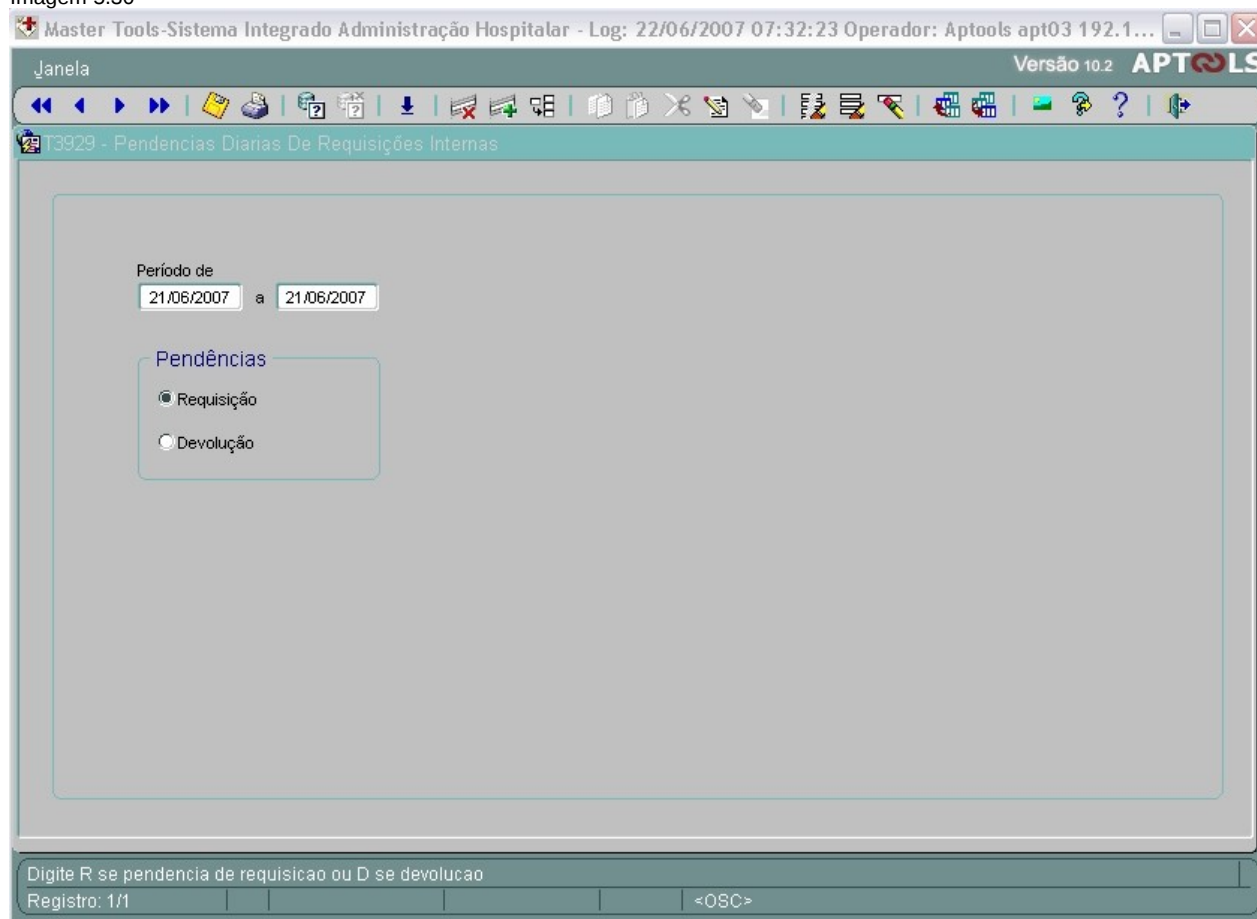 Master Tools-Sistema Integrado Administração Hospitalar - Log: 22/06/2007 07:32:23 Operador: Aptools apt03 192.1...
Janela
Versão 10.2 APTOOLS
T3929 - Pendencias Diarias De Requisições Internas
Período de
21/06/2007 a 21/06/2007
Pendências
Requisição
Devolução
Digite R se pendencia de requisicao ou D se devolucao
Registro: 1/1 <OSC>